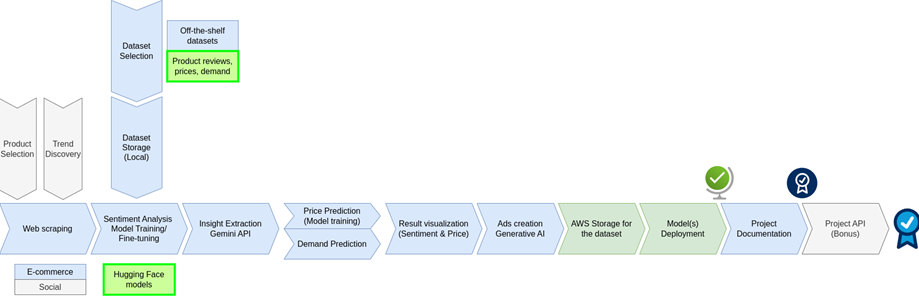 Dataset
Selection
Off-the-shelf
datasets
Product reviews,
prices, demand
Product
Selection
Trend
Discovery
Dataset
Storage
(Local)
Web scraping
Sentiment Analysis
Model Training/
Fine-tuning
Insight Extraction
Gemini API
Price Prediction
(Model training)
Demand Prediction
Result visualization
(Sentiment & Price)
Ads creation
Generative AI
AWS Storage for
the dataset
Model(s)
Deployment
Project
Documentation
Project API
(Bonus)
E-commerce
Social
Hugging Face
models